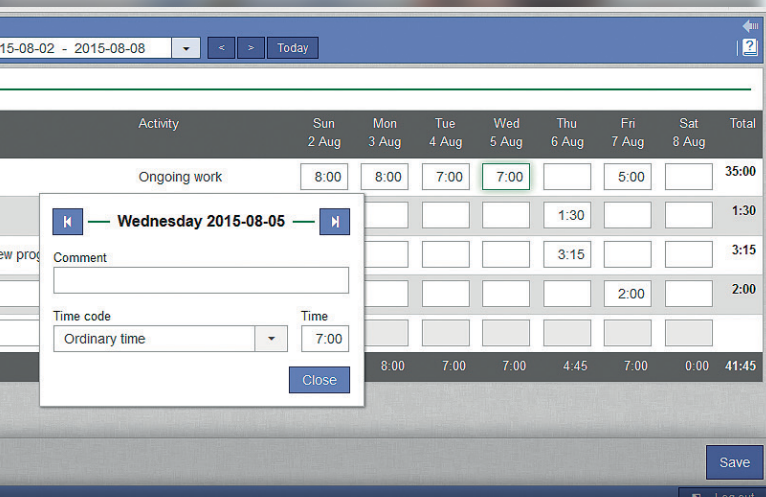 15-08-02 - 2015-08-08 < > Today
Activity Sun Mon Tue Wed Thu Fri Sat Total
2 Aug 3 Aug 4 Aug 5 Aug 6 Aug 7 Aug 8 Aug
Ongoing work 8:00 8:00 7:00 7:00 5:00 35:00
1:30 1:30
ew prog 3:15 3:15
2:00 2:00
8:00 7:00 7:00 4:45 7:00 0:00 41:45
Wednesday 2015-08-05
Comment
Time code Time
Ordinary time 7:00
Close
Save
Log out